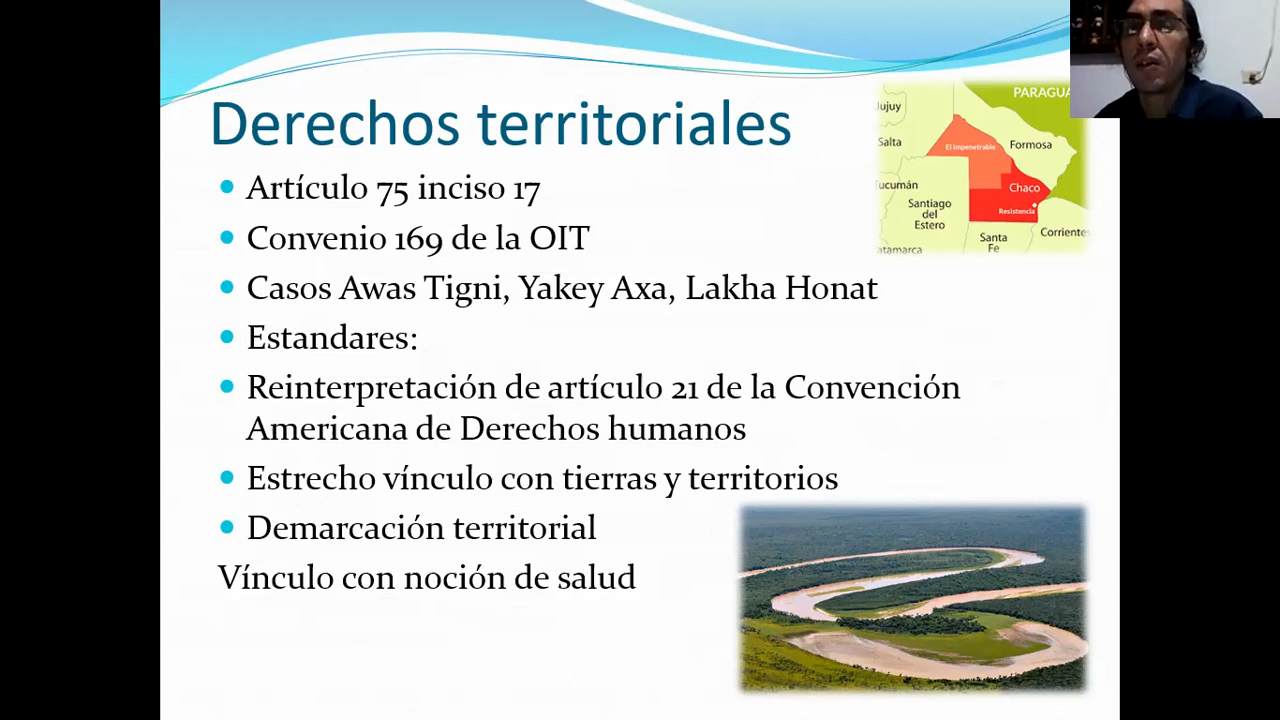 Derechos territoriales
Artículo 75 inciso 17
Convenio 169 de la OIT
Casos Awas Tigni, Yakey Axa, Lakha Honat
Estandares:
Reinterpretación de artículo 21 de la Convención
Americana de Derechos humanos
Estrecho vínculo con tierras y territorios
Demarcación territorial
Vínculo con noción de salud
PARAGUA
Jujuy
Salta
El Impenetrable
Formosa
Tucumán
Chaco
Santiago
del
Estero
Resistencia
Corrientes
Santa
Fe
atamarca